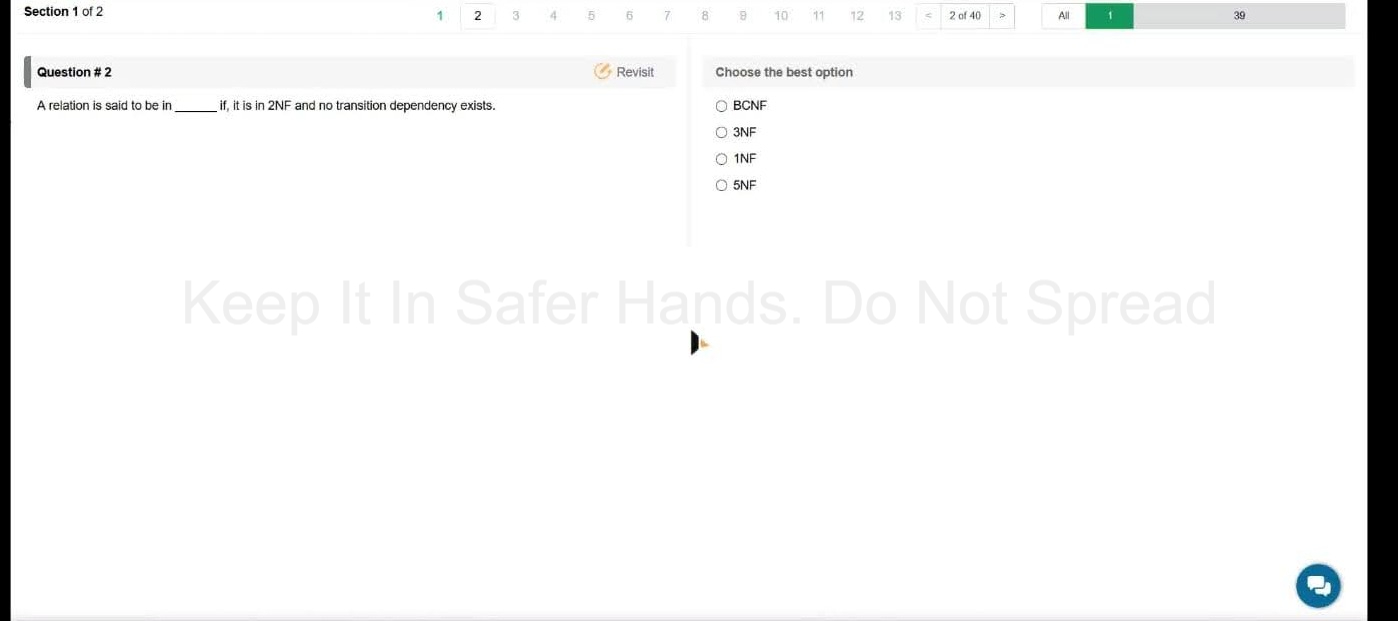 Section 1 of 2
1 2 3 4 5 6 7 8 9 10 11 12 13 < 2 of 40 > All 1 39
Question # 2
Revisit
A relation is said to be in ______ if, it is in 2NF and no transition dependency exists.
Choose the best option
BCNF
3NF
1NF
5NF
Keep It In Safer Hands. Do Not Spread